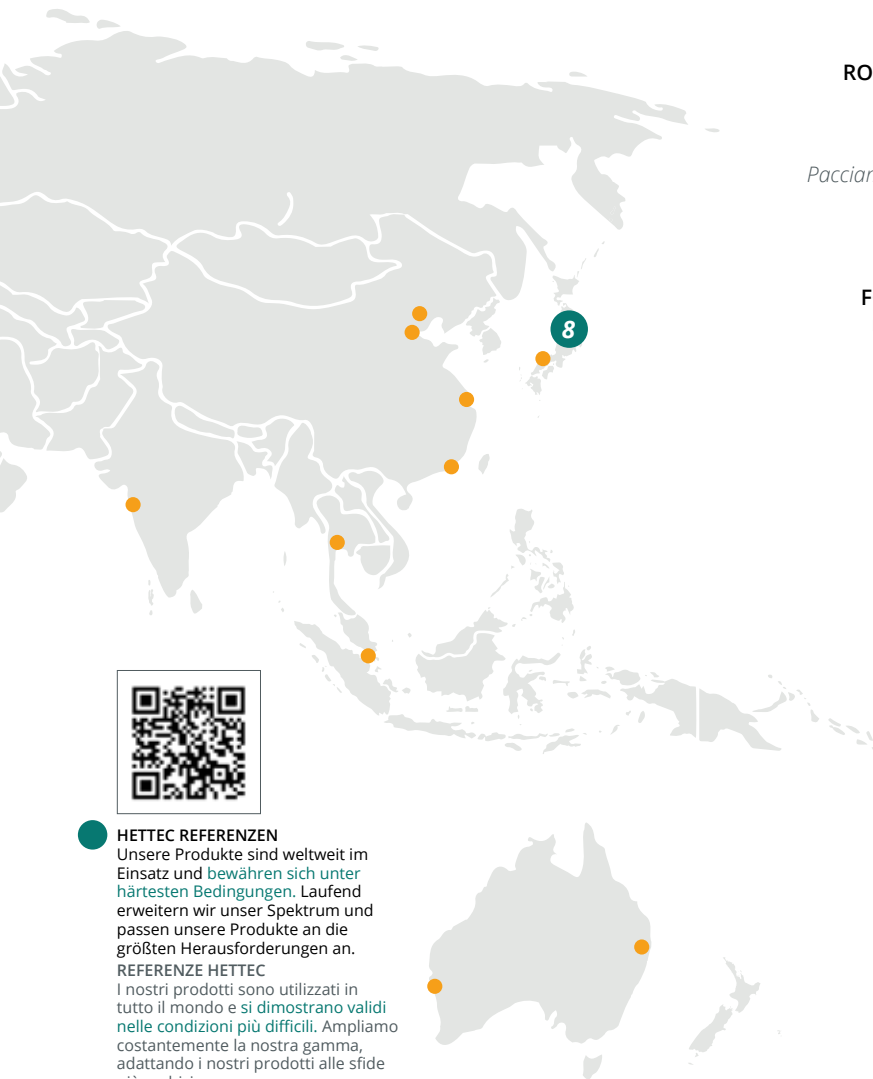 RO
Pacciar
F
8
HETTEC REFERENZEN
Unsere Produkte sind weltweit im
Einsatz und bewähren sich unter
härtesten Bedingungen. Laufend
erweitern wir unser Spektrum und
passen unsere Produkte an die
größten Herausforderungen an.
REFERENZE HETTEC
I nostri prodotti sono utilizzati in
tutto il mondo e si dimostrano validi
nelle condizioni più difficili. Ampliamo
costantemente la nostra gamma,
adattando i nostri prodotti alle sfide